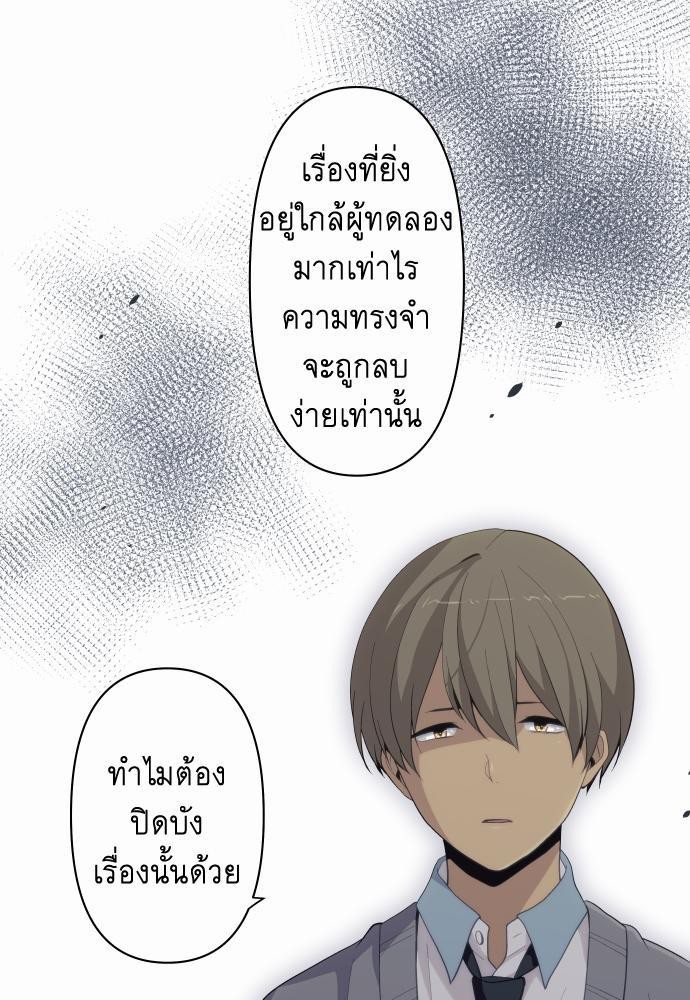 เรื่องที่ยิ่ง
อยู่ใกล้ผู้ทดลอง
มากเท่าไร
ความทรงจำ
จะถูกลบ
ง่ายเท่านั้น
ทำไมต้อง
ปิดบัง
เรื่องนั้นด้วย